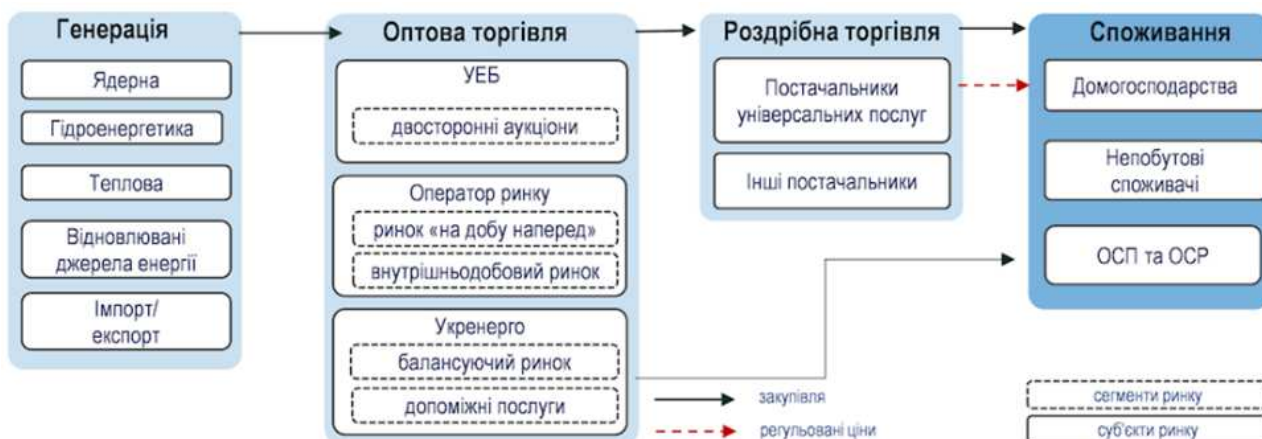 Генерація
Ядерна
Гідроенергетика
Теплова
Відновлювані
джерела енергії
Імпорт/
експорт
Оптова торгівля
УЕБ
двосторонні аукціони
Оператор ринку
ринок «на добу наперед»
внутрішньодобовий ринок
Укренерго
балансуючий ринок
допоміжні послуги
Роздрібна торгівля
Постачальники
універсальних послуг
Інші постачальники
Споживання
Домогосподарства
Непобутові
споживачі
ОСП та ОСР
закупівля
регульовані ціни
сегменти ринку
суб'єкти ринку